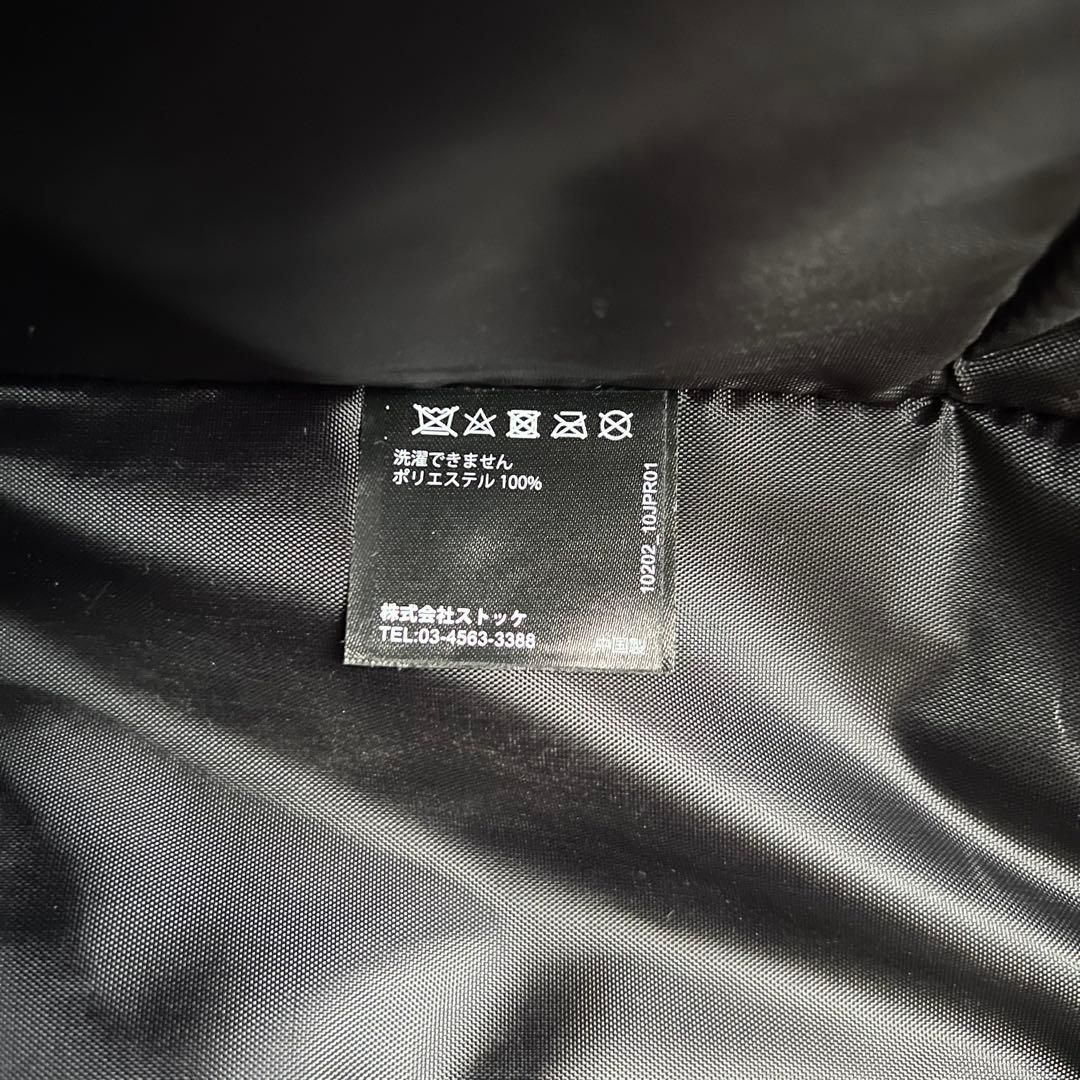 洗濯できません
ポリエステル 100%
10202_10JPR01
株式会社ストッケ
TEL:03-4563-3388
中国製